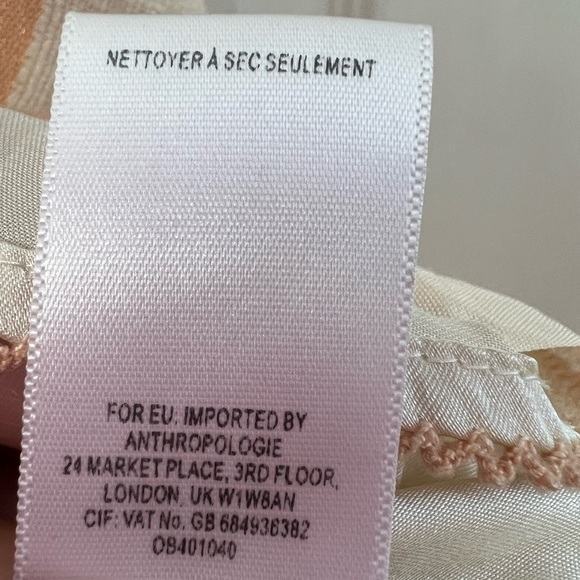 NETTOYER À SEC SEULEMENT
FOR EU: IMPORTED BY
ANTHROPOLOGIE
24 MARKET PLACE, 3RD FLOOR,
LONDON, UK W1W8AN
CIF: VAT No. GB 684936382
OB401040